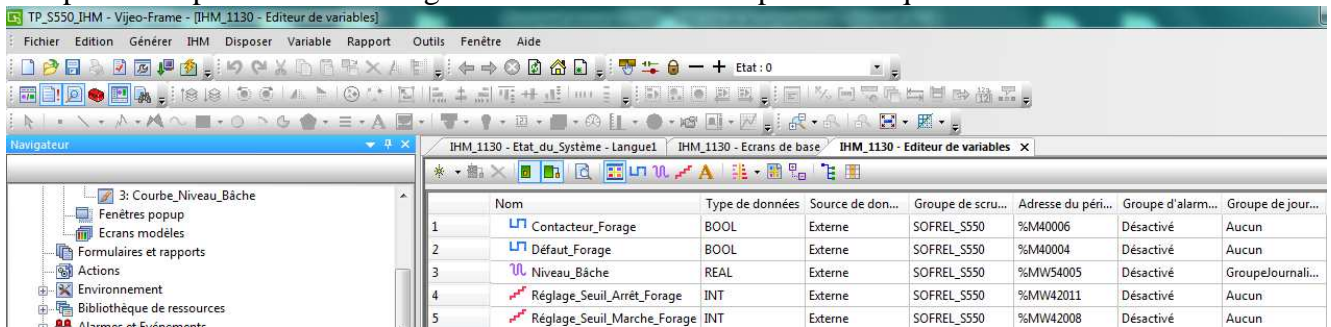 TP_S550_IHM - Vijeo-Frame - [IHM_1130 - Editeur de variables]
Fichier Edition Générer IHM Disposer Variable Rapport Outils Fenêtre Aide
Etat : 0
Navigateur
IHM_1130 - Etat_du_Système - Langue1 IHM_1130 - Ecrans de base IHM_1130 - Editeur de variables
3: Courbe_Niveau_Bâche
Fenêtres popup
Ecrans modèles
Formulaires et rapports
Actions
Environnement
Bibliothèque de ressources
Alarmes et Evénements
Nom Type de données Source de don... Groupe de scru... Adresse du péri... Groupe d'alarm... Groupe de jour...
1 Contacteur_Forage BOOL Externe SOFREL_S550 %M40006 Désactivé Aucun
2 Défaut_Forage BOOL Externe SOFREL_S550 %M40004 Désactivé Aucun
3 Niveau_Bâche REAL Externe SOFREL_S550 %MW54005 Désactivé GroupeJournali...
4 Réglage_Seuil_Arrêt_Forage INT Externe SOFREL_S550 %MW42011 Désactivé Aucun
5 Réglage_Seuil_Marche_Forage INT Externe SOFREL_S550 %MW42008 Désactivé Aucun